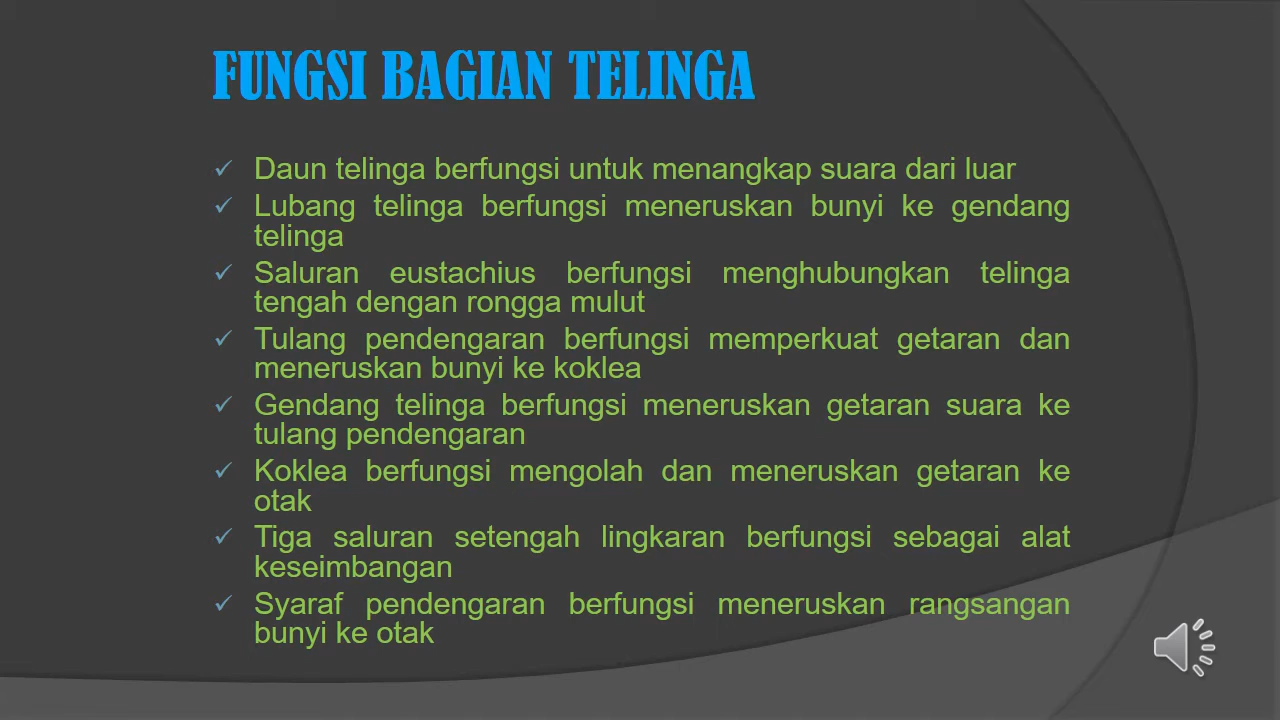 FUNGSI BAGIAN TELINGA
Daun telinga berfungsi untuk menangkap suara dari luar
Lubang telinga berfungsi meneruskan bunyi ke gendang
telinga
Saluran eustachius berfungsi menghubungkan telinga
tengah dengan rongga mulut
Tulang pendengaran berfungsi memperkuat getaran dan
meneruskan bunyi ke koklea
Gendang telinga berfungsi meneruskan getaran suara ke
tulang pendengaran
Koklea berfungsi mengolah dan meneruskan getaran ke
otak
Tiga saluran setengah lingkaran berfungsi sebagai alat
keseimbangan
Syaraf pendengaran berfungsi meneruskan rangsangan
bunyi ke otak